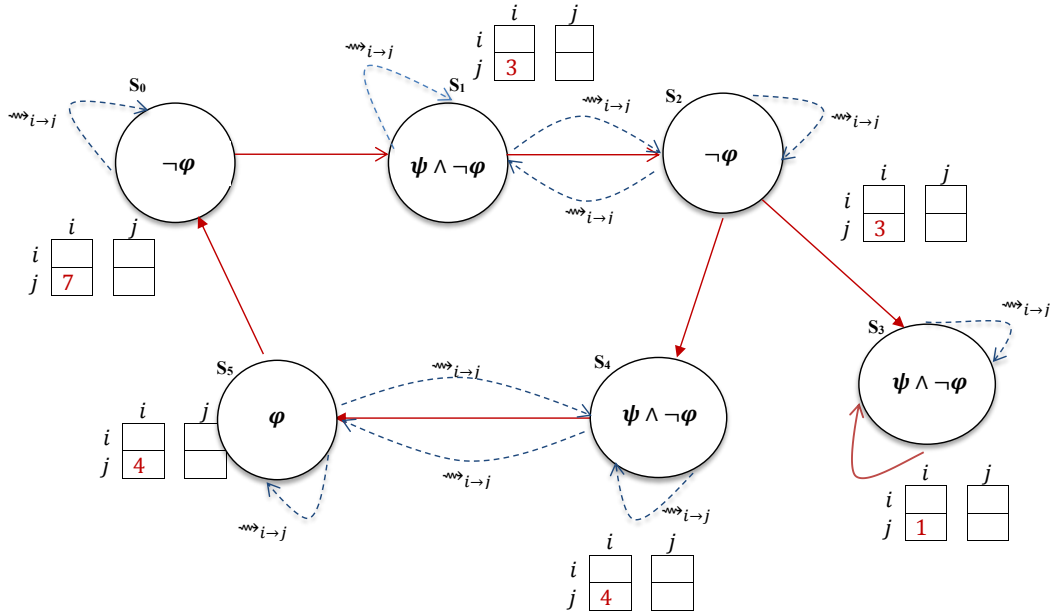 i j
i
j 3
⇝i→j
S₀
¬φ
⇝i→j
S₁
ψ ∧ ¬φ
⇝i→j
⇝i→j
S₂
¬φ
⇝i→j
i j
i
j 3
i j
i
j 7
S₃
ψ ∧ ¬φ
⇝i→j
i j
i
j 1
S₅
φ
⇝i→j
⇝i→j
⇝i→j
i j
i
j 4
S₄
ψ ∧ ¬φ
⇝i→j
i j
i
j 4